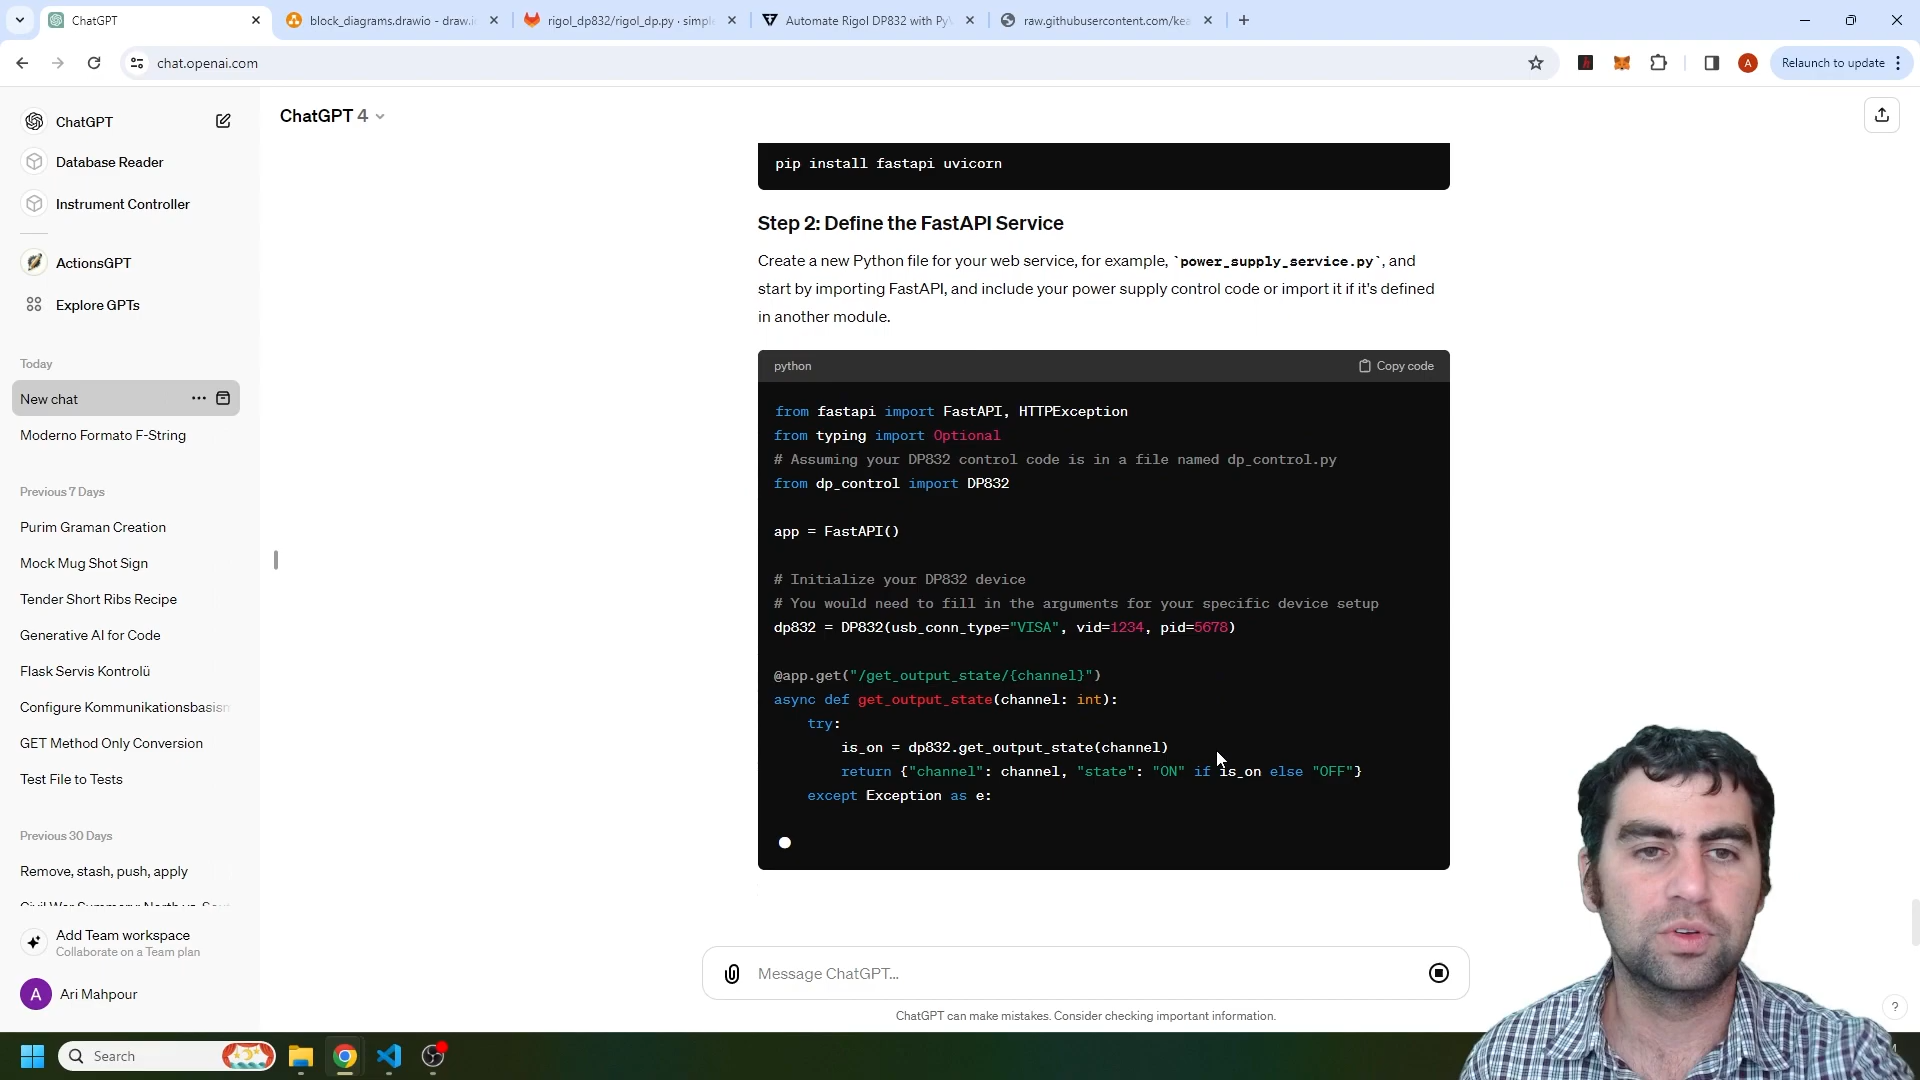 ChatGPT
block_diagrams.drawio - draw.i
rigol_dp832/rigol_dp.py · simple
Automate Rigol DP832 with PyV
raw.githubusercontent.com/kea
chat.openai.com
Relaunch to update
A
ChatGPT
Database Reader
Instrument Controller
ActionsGPT
Explore GPTs
Today
New chat
Moderno Formato F-String
Previous 7 Days
Purim Graman Creation
Mock Mug Shot Sign
Tender Short Ribs Recipe
Generative AI for Code
Flask Servis Kontrolü
Configure Kommunikationsbasisn
GET Method Only Conversion
Test File to Tests
Previous 30 Days
Remove, stash, push, apply
Add Team workspace
Collaborate on a Team plan
A
Ari Mahpour
ChatGPT 4
pip install fastapi uvicorn
Step 2: Define the FastAPI Service
Create a new Python file for your web service, for example, `power_supply_service.py`, and
start by importing FastAPI, and include your power supply control code or import it if it's defined
in another module.
python
Copy code
from fastapi import FastAPI, HTTPException
from typing import Optional
# Assuming your DP832 control code is in a file named dp_control.py
from dp_control import DP832
app = FastAPI()
# Initialize your DP832 device
# You would need to fill in the arguments for your specific device setup
dp832 = DP832(usb_conn_type="VISA", vid=1234, pid=5678)
@app.get("/get_output_state/{channel}")
async def get_output_state(channel: int):
try:
is_on = dp832.get_output_state(channel)
return {"channel": channel, "state": "ON" if is_on else "OFF"}
except Exception as e:
Message ChatGPT…
ChatGPT can make mistakes. Consider checking important information.
?
Search